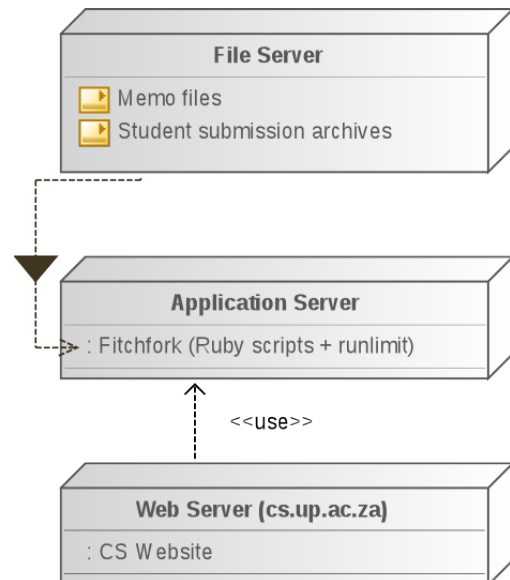 File Server
Memo files
Student submission archives
Application Server
: Fitchfork (Ruby scripts + runlimit)
<<use>>
Web Server (cs.up.ac.za)
: CS Website